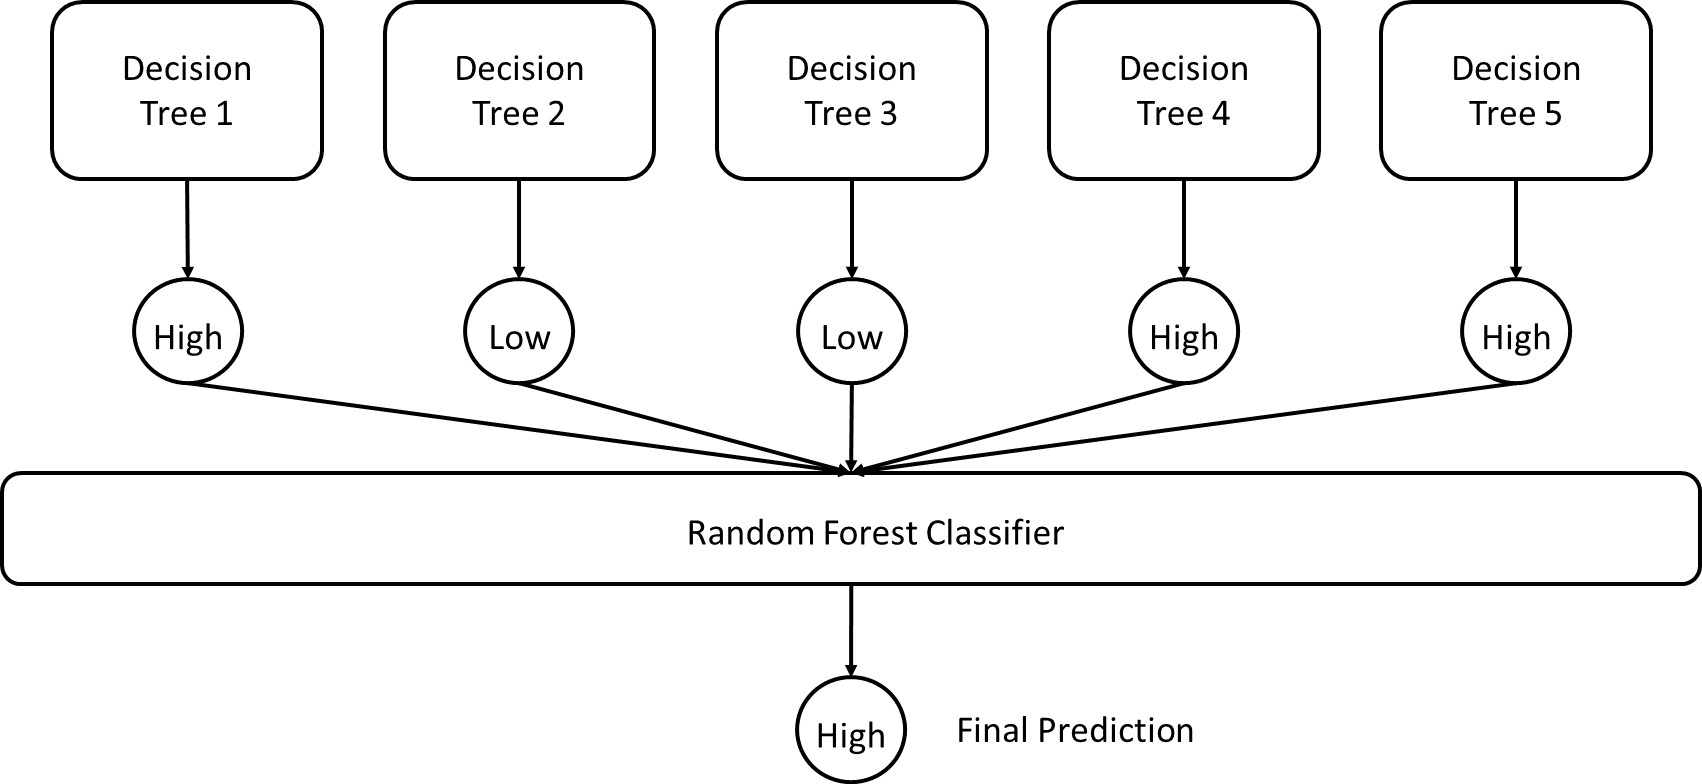 Decision
Tree 1
Decision
Tree 2
Decision
Tree 3
Decision
Tree 4
Decision
Tree 5
High
Low
Low
High
High
Random Forest Classifier
High
Final Prediction